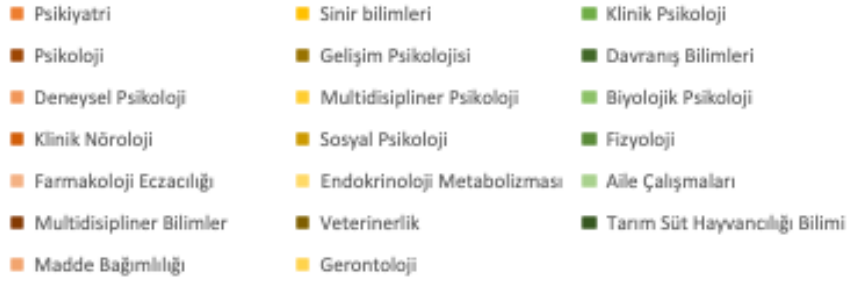 Psikiyatri
Sinir bilimleri
Klinik Psikoloji
Psikoloji
Gelişim Psikolojisi
Davranış Bilimleri
Deneysel Psikoloji
Multidisipliner Psikoloji
Biyolojik Psikoloji
Klinik Nöroloji
Sosyal Psikoloji
Fizyoloji
Farmakoloji Eczacılığı
Endokrinoloji Metabolizması
Aile Çalışmaları
Multidisipliner Bilimler
Veterinerlik
Tarım Süt Hayvancılığı Bilimi
Madde Bağımlılığı
Gerontoloji